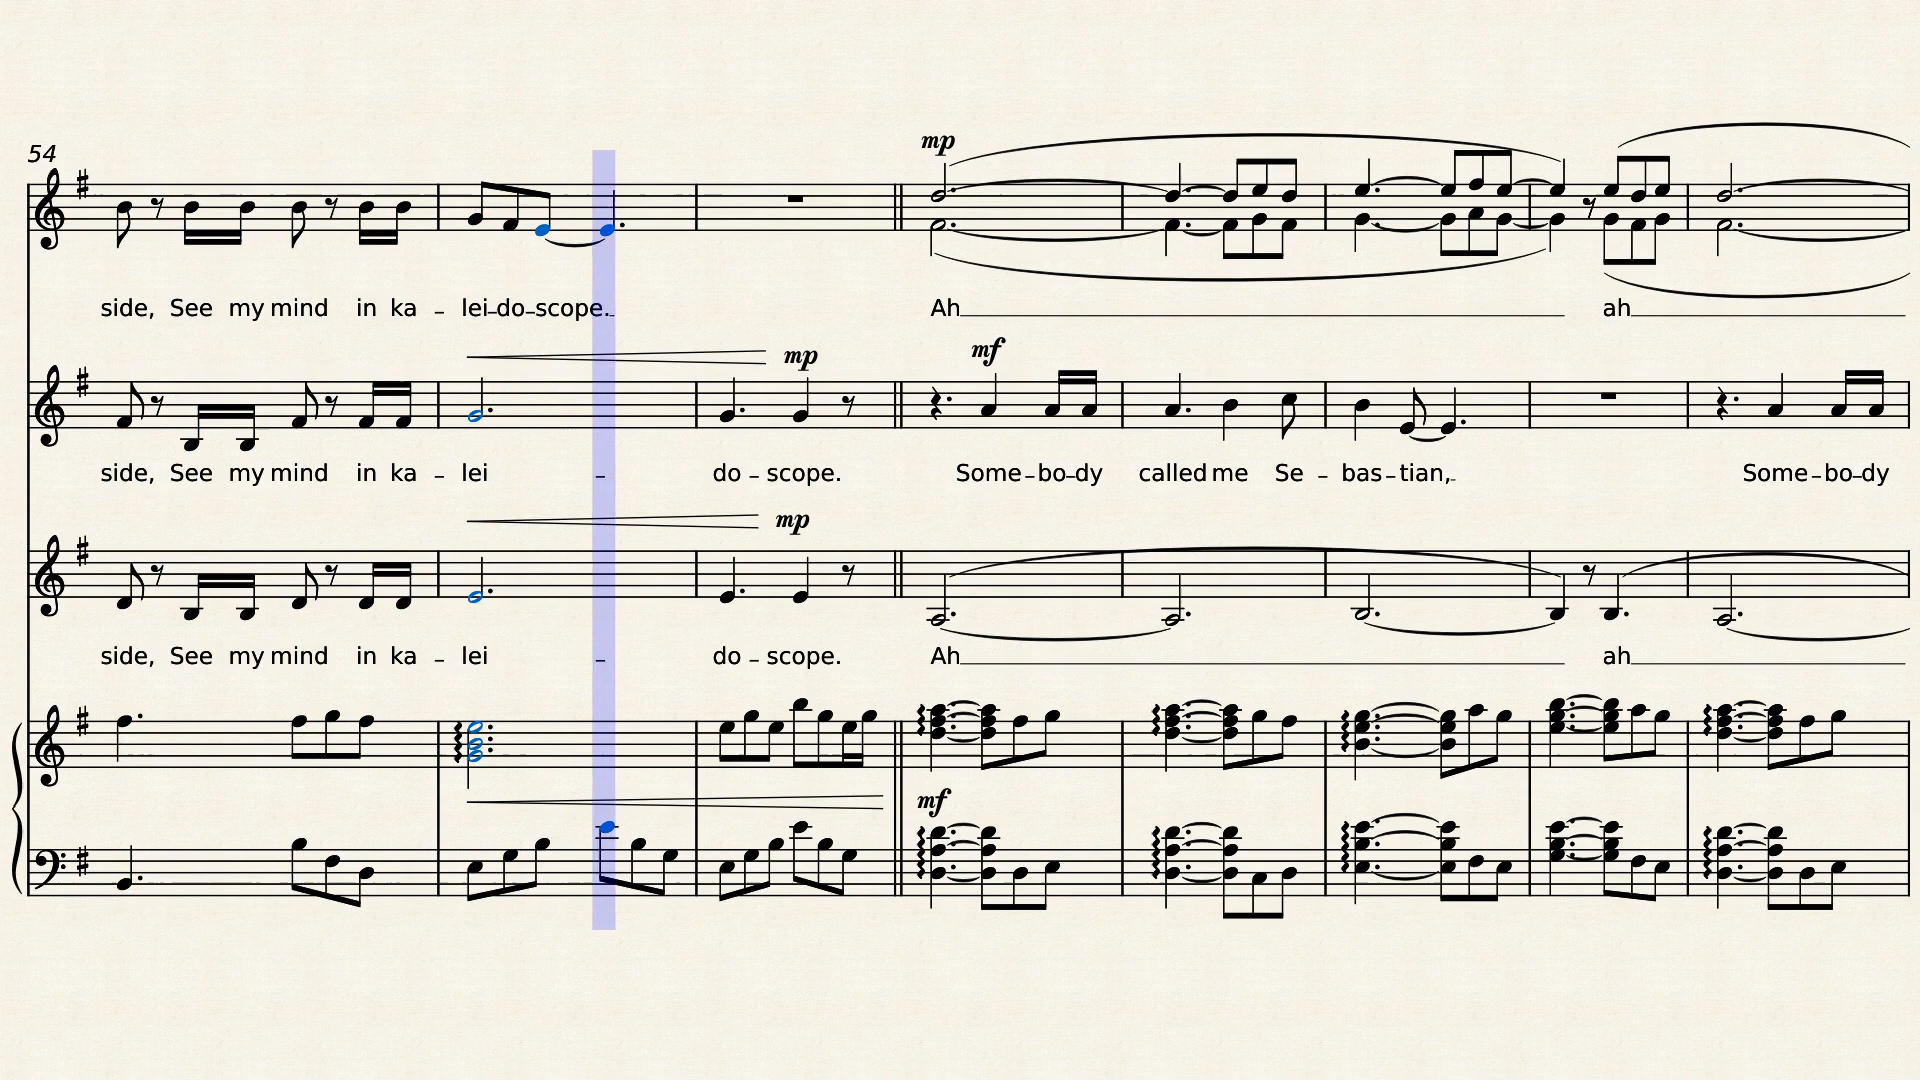 mp
54
side, See my mind in ka - lei-do-scope. Ah ah
mp mf
side, See my mind in ka - lei - do - scope. Some-bo-dy called me Se - bas-tian, Some-bo-dy
mp
side, See my mind in ka - lei - do - scope. Ah ah
mf